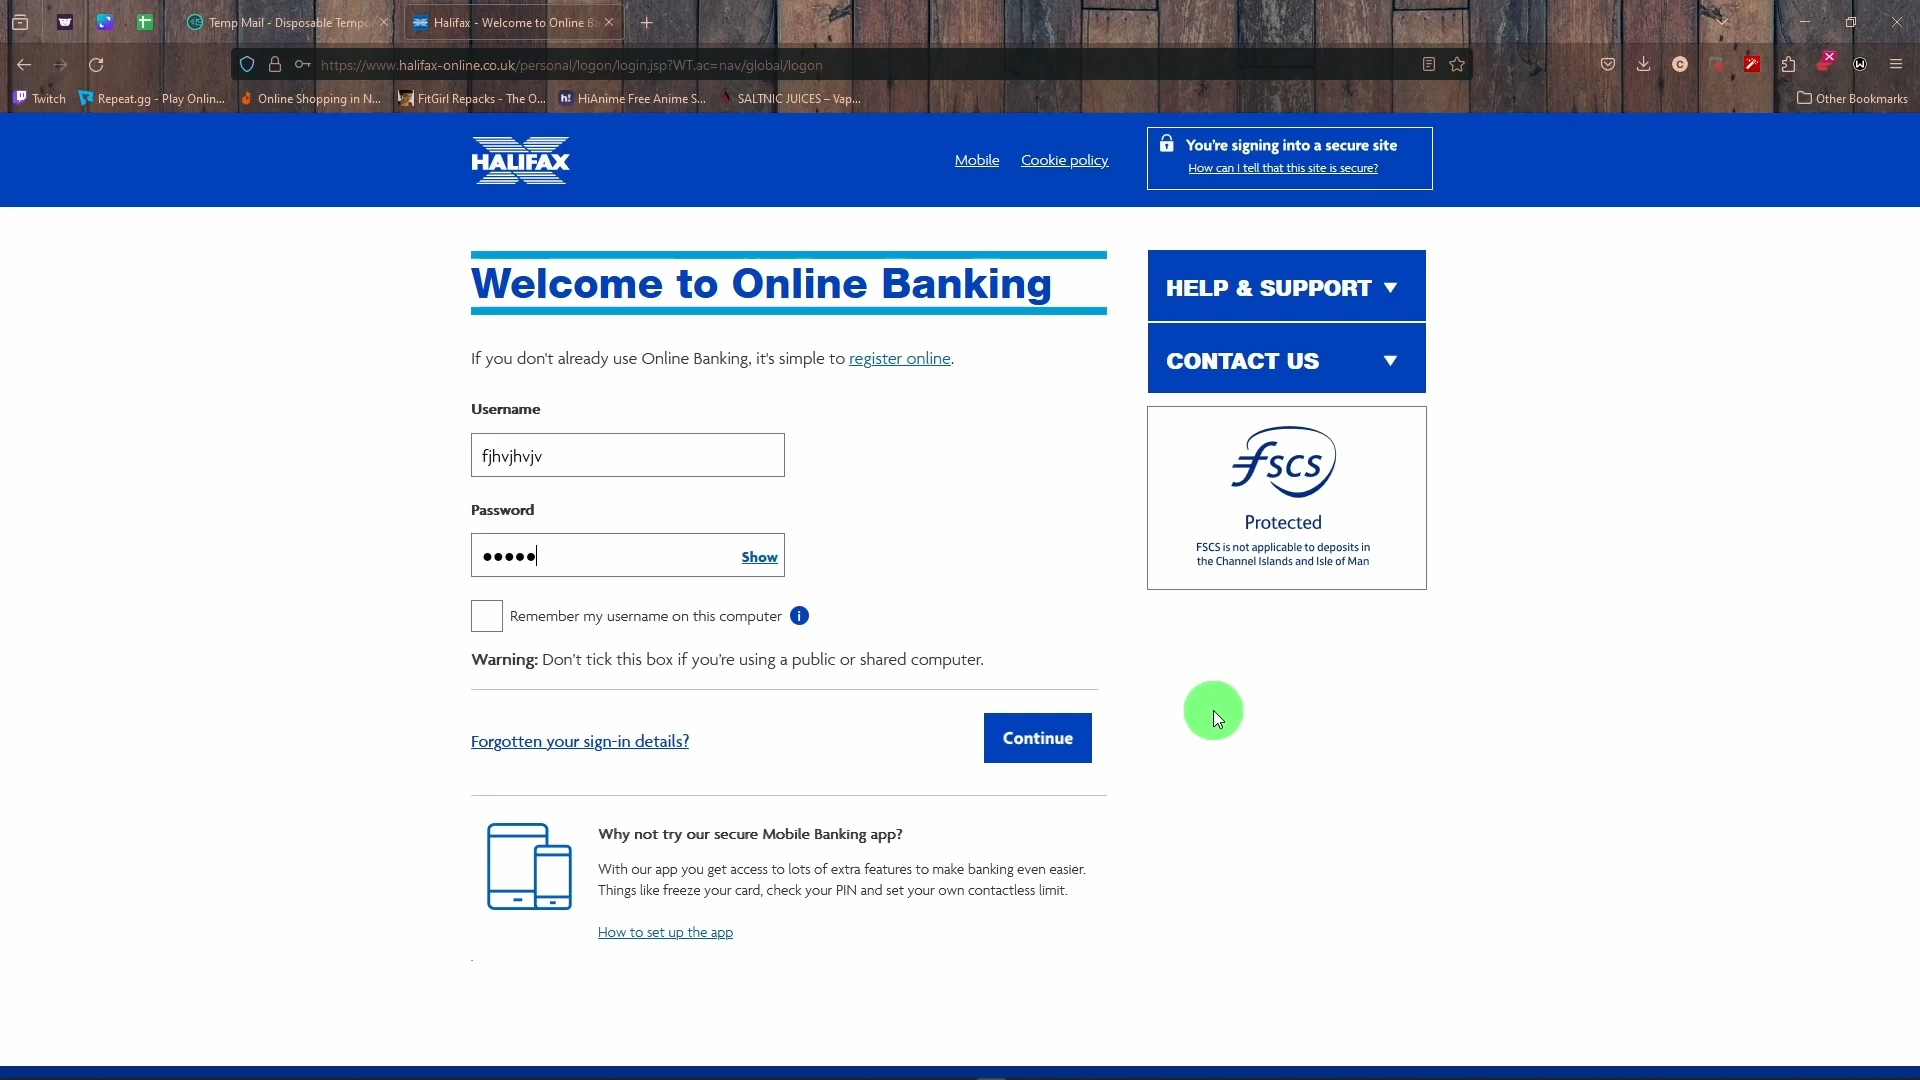 Temp Mail - Disposable Tempo
Halifax - Welcome to Online Ba
https://www.halifax-online.co.uk/personal/logon/login.jsp?WT.ac=nav/global/logon
Twitch
Repeat.gg - Play Onlin...
Online Shopping in N...
FitGirl Repacks - The O...
h!
HiAnime Free Anime S...
SALTNIC JUICES – Vap...
Other Bookmarks
HALIFAX
Mobile
Cookie policy
You're signing into a secure site
How can I tell that this site is secure?
Welcome to Online Banking
If you don't already use Online Banking, it's simple to register online.
Username
fjhvjhvjv
Password
●●●●●
Show
Remember my username on this computer
i
Warning: Don't tick this box if you're using a public or shared computer.
Forgotten your sign-in details?
Continue
Why not try our secure Mobile Banking app?
With our app you get access to lots of extra features to make banking even easier.
Things like freeze your card, check your PIN and set your own contactless limit.
How to set up the app
HELP & SUPPORT
CONTACT US
FSCS
Protected
FSCS is not applicable to deposits in
the Channel Islands and Isle of Man